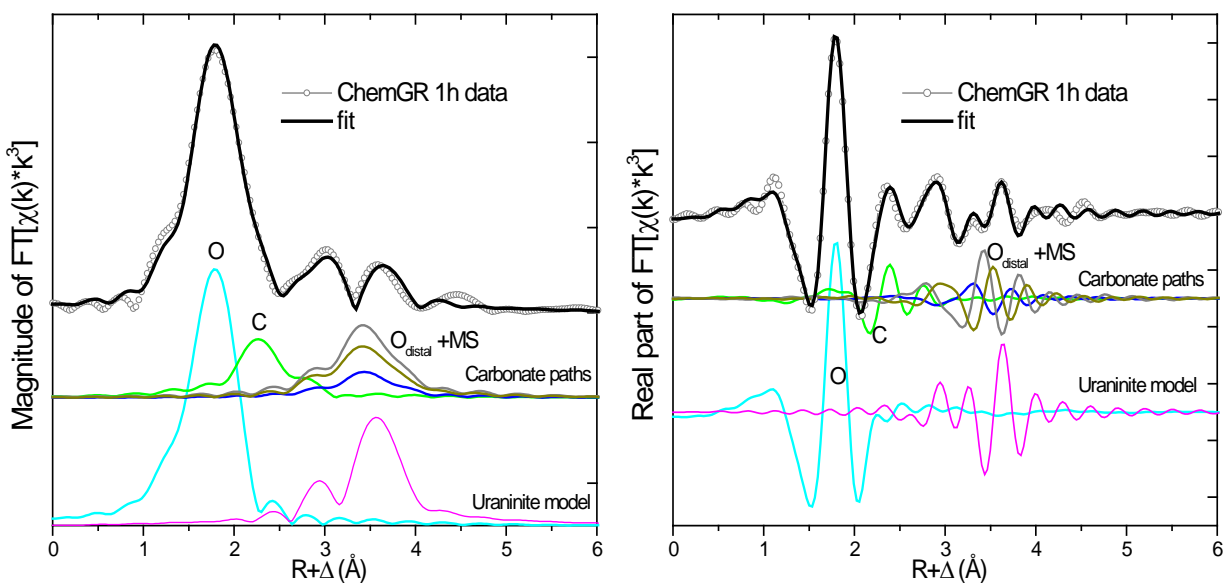 Magnitude of FT[χ(k)*k³]
ChemGR 1h data
fit
O
C
O_distal +MS
Carbonate paths
Uraninite model
0 1 2 3 4 5 6
R+Δ (Å)
Real part of FT[χ(k)*k³]
ChemGR 1h data
fit
O_distal +MS
Carbonate paths
C
O
Uraninite model
0 1 2 3 4 5 6
R+Δ (Å)